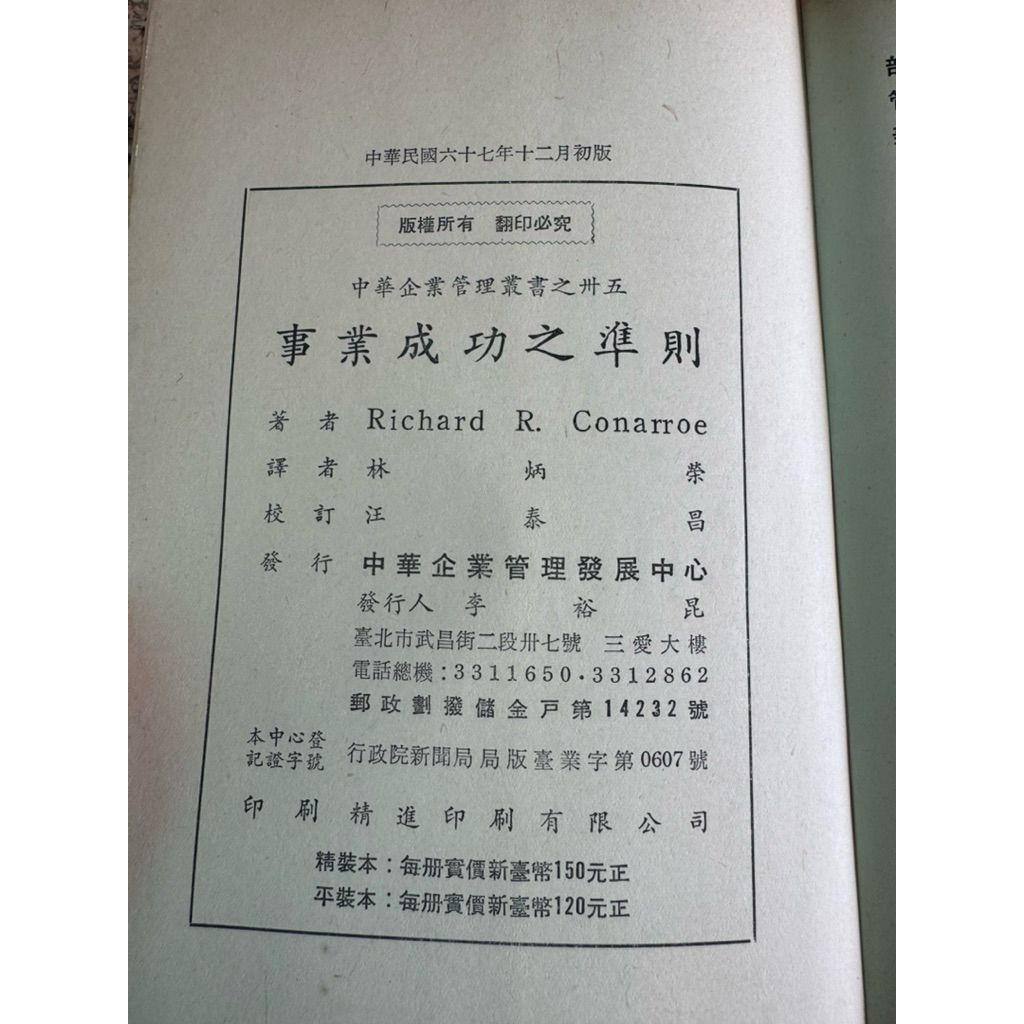 中華民國六十七年十二月初版
版權所有 翻印必究
中華企業管理叢書之卅五
事業成功之準則
著者 Richard R. Conarroe
譯者 林炳榮
校訂 汪泰昌
發行 中華企業管理發展中心
發行人 李裕昆
臺北市武昌街二段卅七號 三愛大樓
電話總機:3311650・3312862
郵政劃撥儲金戶第14232號
本中心登記證字號 行政院新聞局局版臺業字第0607號
印刷 精進印刷有限公司
精裝本:每册實價新臺幣150元正
平裝本:每册實價新臺幣120元正